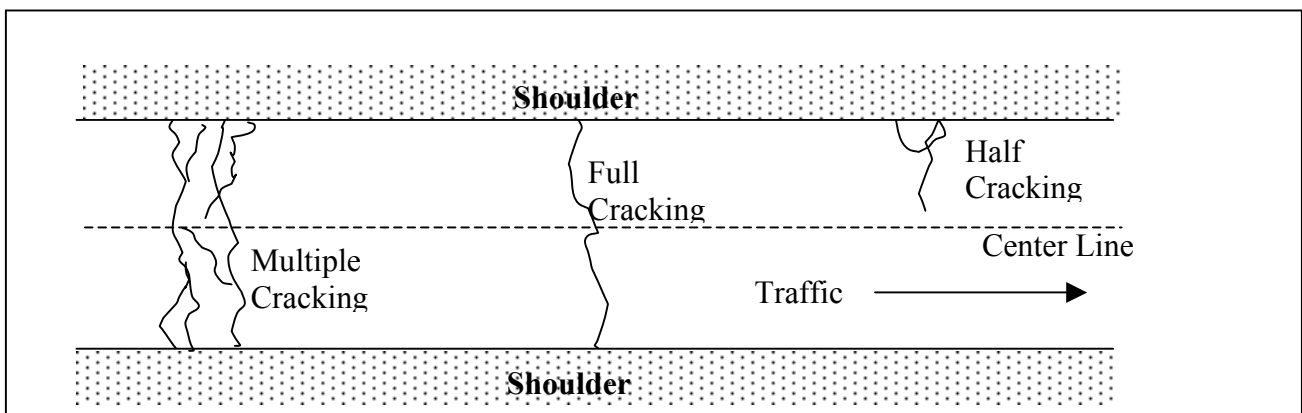 Shoulder
Half
Cracking
Full
Cracking
Center Line
Multiple
Cracking
Traffic
Shoulder